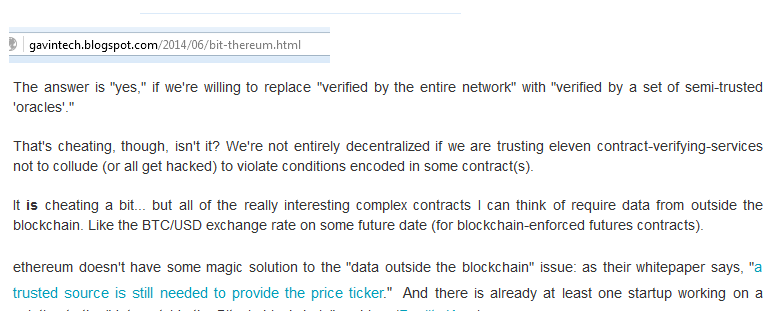 gavintech.blogspot.com/2014/06/bit-thereum.html
The answer is "yes," if we're willing to replace "verified by the entire network" with "verified by a set of semi-trusted
'oracles'."
That's cheating, though, isn't it? We're not entirely decentralized if we are trusting eleven contract-verifying-services
not to collude (or all get hacked) to violate conditions encoded in some contract(s).
It is cheating a bit... but all of the really interesting complex contracts I can think of require data from outside the
blockchain. Like the BTC/USD exchange rate on some future date (for blockchain-enforced futures contracts).
ethereum doesn't have some magic solution to the "data outside the blockchain" issue: as their whitepaper says, "a
trusted source is still needed to provide the price ticker." And there is already at least one startup working on a